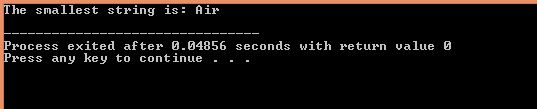 The smallest string is: Air
--------------------------------
Process exited after 0.04856 seconds with return value 0
Press any key to continue . . .